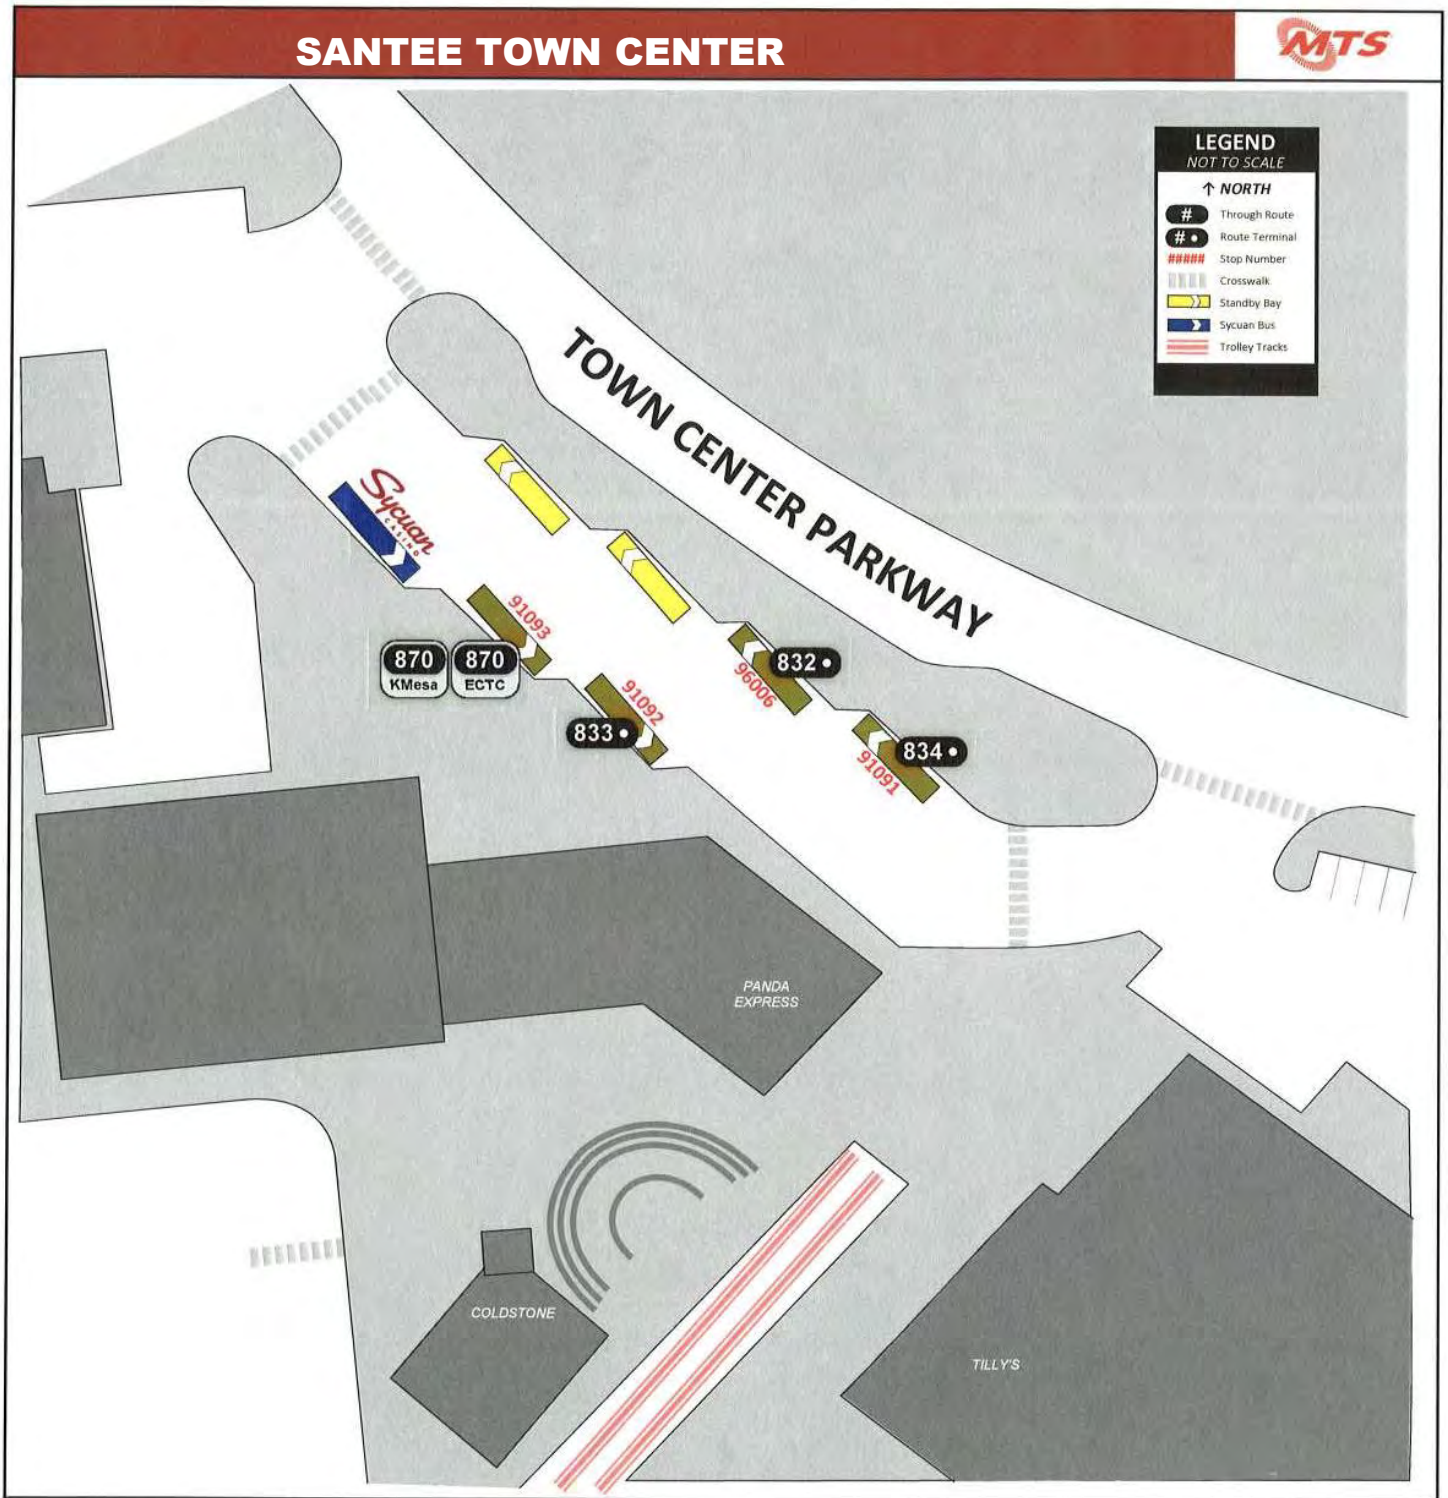 SANTEE TOWN CENTER
MTS
LEGEND
NOT TO SCALE
↑ NORTH
# Through Route
# • Route Terminal
##### Stop Number
Crosswalk
Standby Bay
Sycuan Bus
Trolley Tracks
TOWN CENTER PARKWAY
Sycuan
CASINO
91093
870
KMesa
870
ECTC
91092
833 •
832 •
96006
834 •
91091
PANDA
EXPRESS
COLDSTONE
TILLY'S